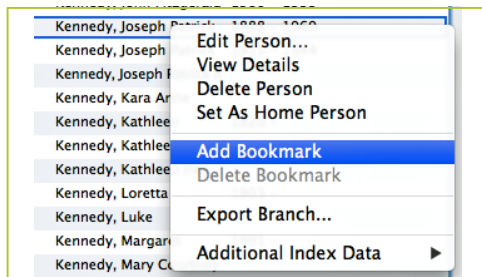 Kennedy, Joseph Patrick 1888 - 1969
Kennedy, Joseph
Kennedy, Joseph
Kennedy, Kara
Kennedy, Kathlee
Kennedy, Kathlee
Kennedy, Kathlee
Kennedy, Loretta
Kennedy, Luke
Kennedy, Margar
Kennedy, Mary
Edit Person...
View Details
Delete Person
Set As Home Person
Add Bookmark
Delete Bookmark
Export Branch...
Additional Index Data